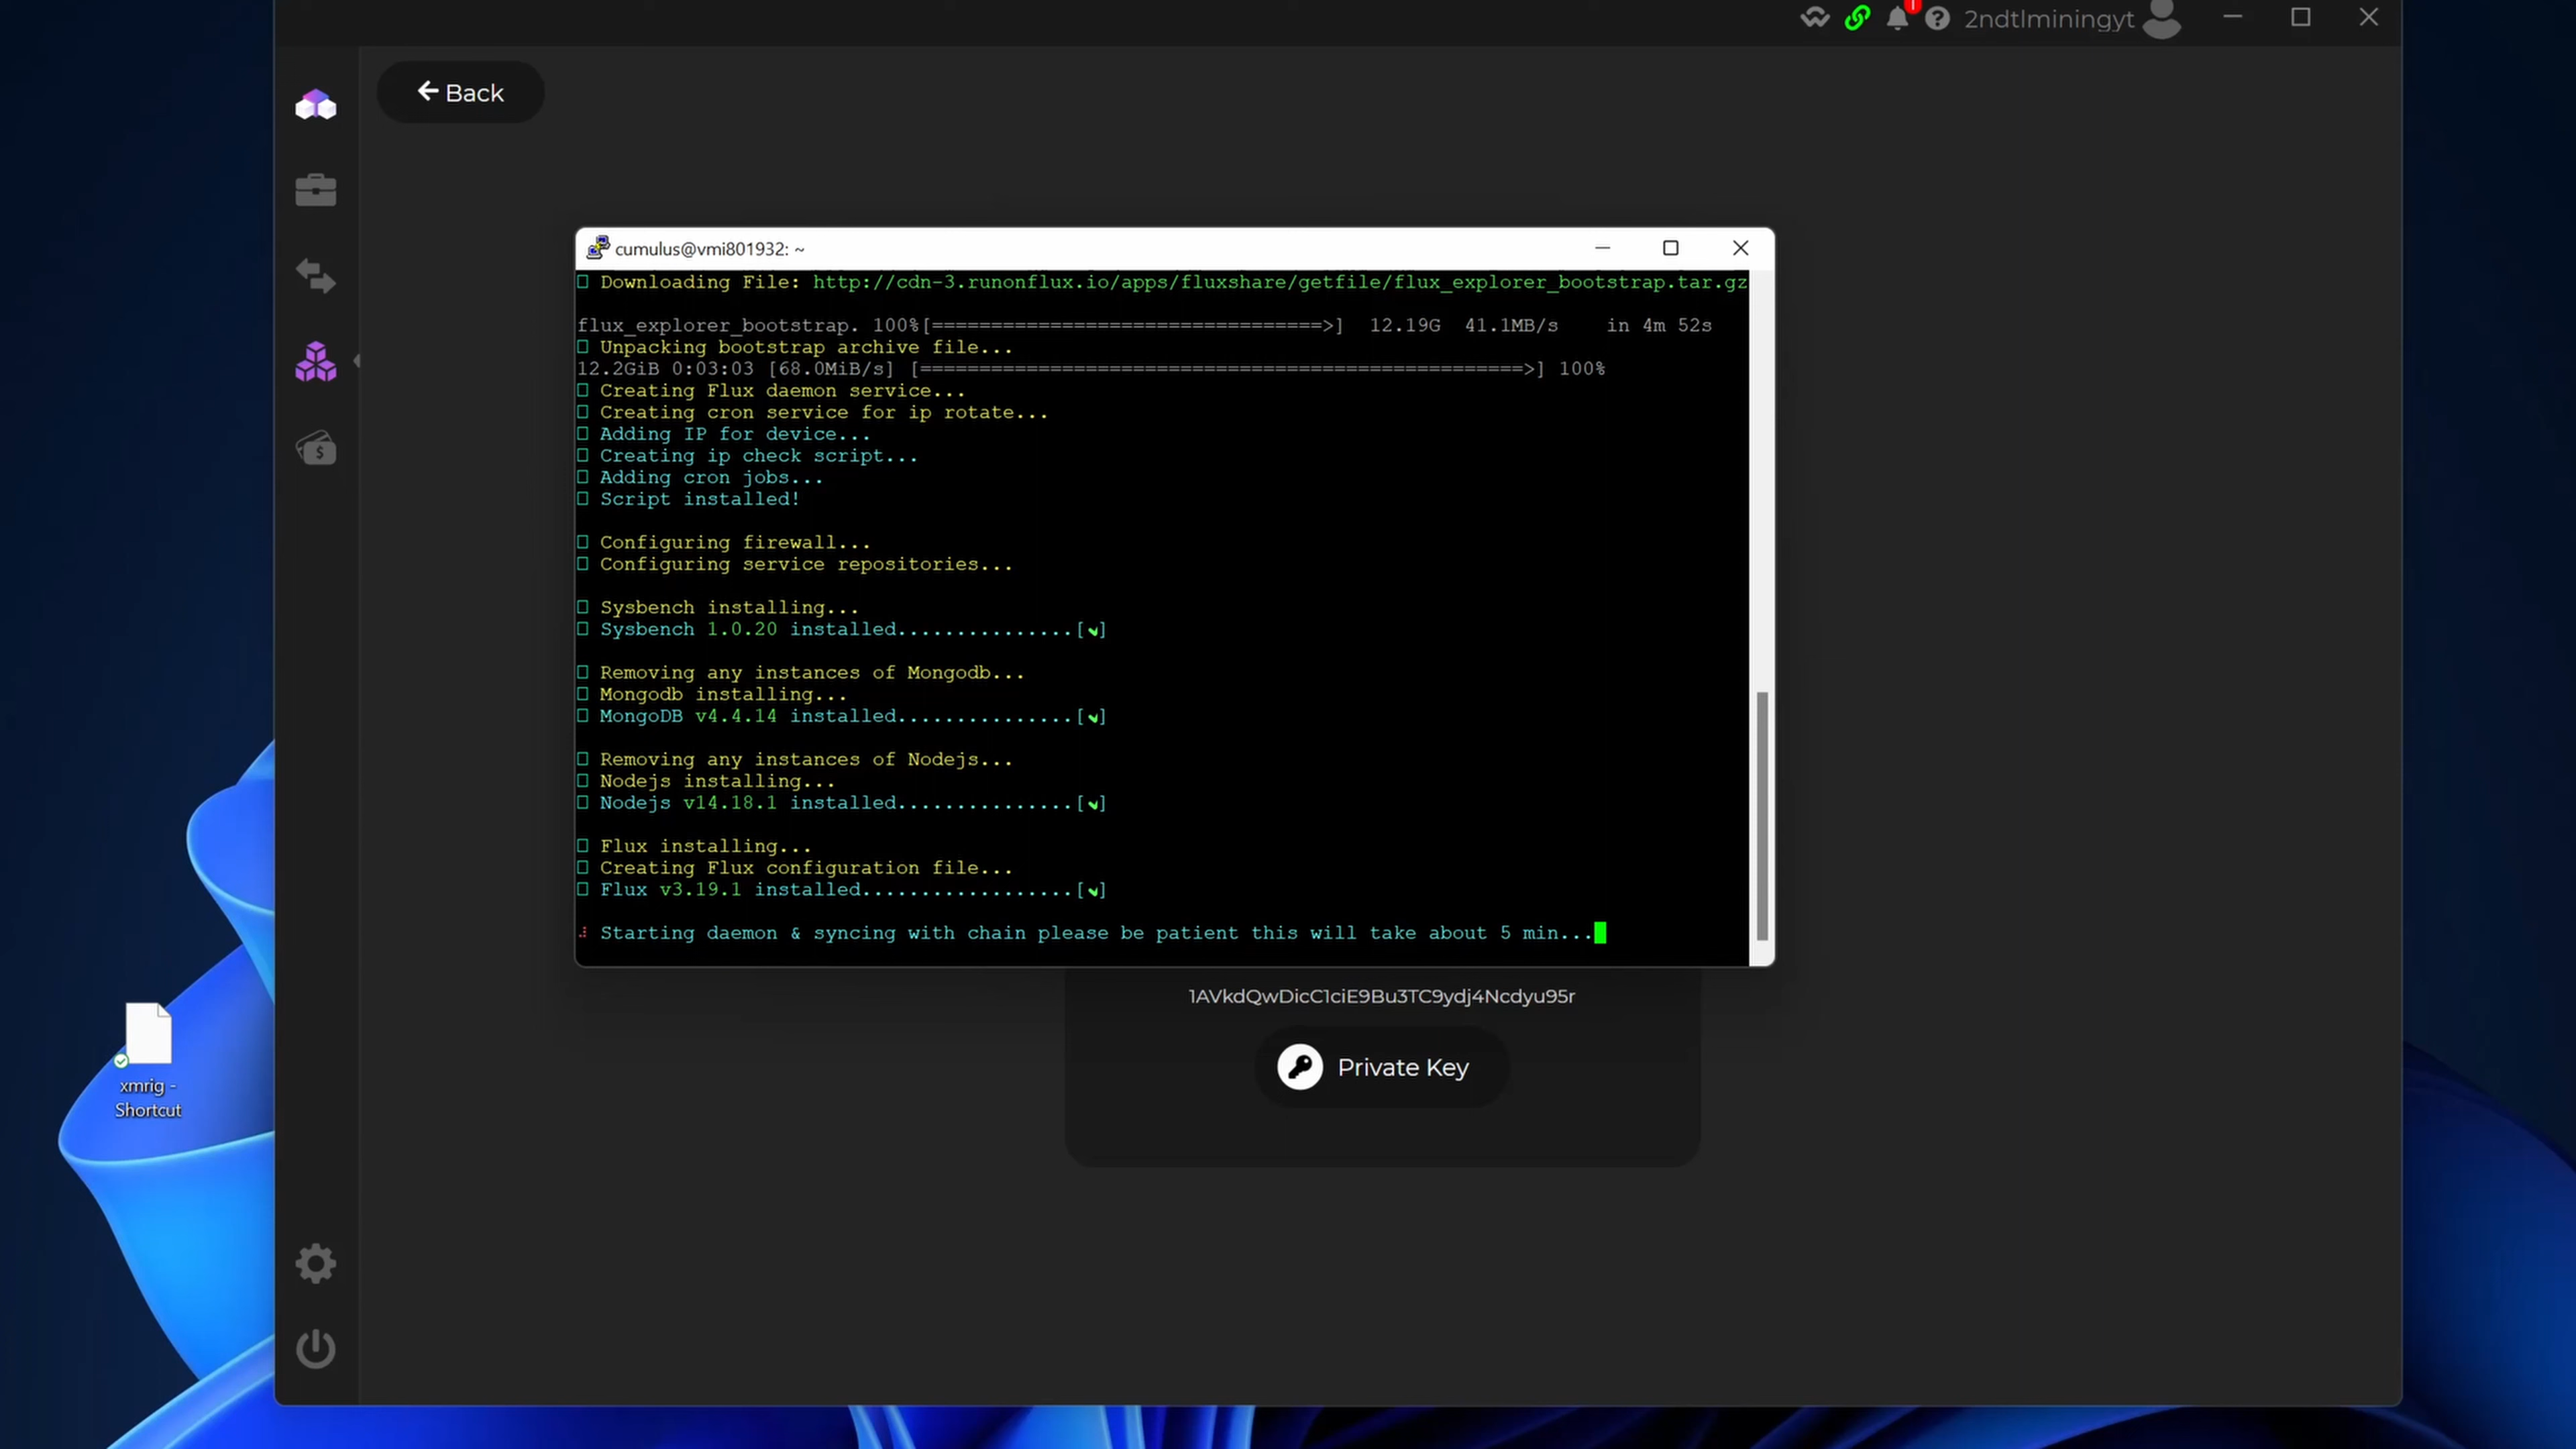 2ndtlminingyt
Back
cumulus@vmi801932: ~
Downloading File: http://cdn-3.runonflux.io/apps/fluxshare/getfile/flux_explorer_bootstrap.tar.gz
flux_explorer_bootstrap. 100%[=================================>] 12.19G 41.1MB/s in 4m 52s
Unpacking bootstrap archive file...
12.2GiB 0:03:03 [68.0MiB/s] [===================================================>] 100%
Creating Flux daemon service...
Creating cron service for ip rotate...
Adding IP for device...
Creating ip check script...
Adding cron jobs...
Script installed!
Configuring firewall...
Configuring service repositories...
Sysbench installing...
Sysbench 1.0.20 installed...............[✔]
Removing any instances of Mongodb...
Mongodb installing...
MongoDB v4.4.14 installed...............[✔]
Removing any instances of Nodejs...
Nodejs installing...
Nodejs v14.18.1 installed...............[✔]
Flux installing...
Creating Flux configuration file...
Flux v3.19.1 installed..................[✔]
Starting daemon & syncing with chain please be patient this will take about 5 min...
1AVkdQwDicC1ciE9Bu3TC9ydj4Ncdyu95r
Private Key
xmrig -
Shortcut